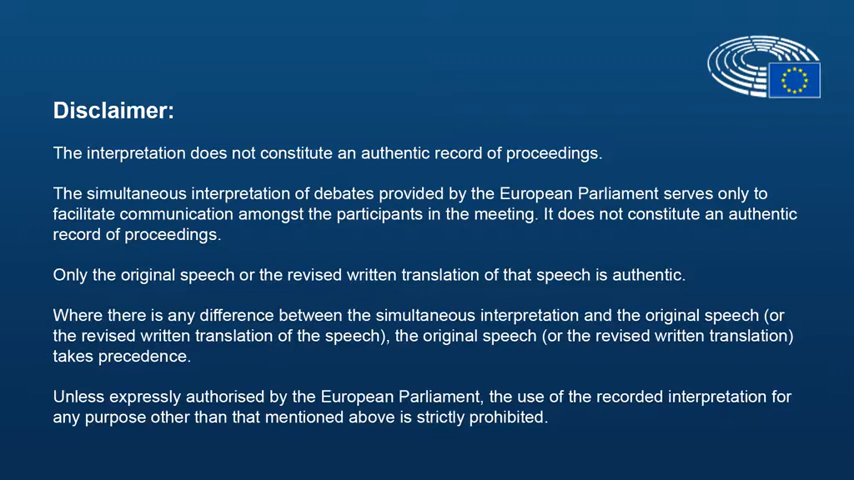 Disclaimer:
The interpretation does not constitute an authentic record of proceedings.
The simultaneous interpretation of debates provided by the European Parliament serves only to
facilitate communication amongst the participants in the meeting. It does not constitute an authentic
record of proceedings.
Only the original speech or the revised written translation of that speech is authentic.
Where there is any difference between the simultaneous interpretation and the original speech (or
the revised written translation of the speech), the original speech (or the revised written translation)
takes precedence.
Unless expressly authorised by the European Parliament, the use of the recorded interpretation for
any purpose other than that mentioned above is strictly prohibited.